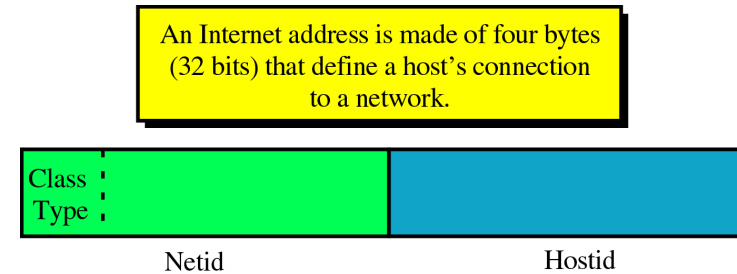 An Internet address is made of four bytes
(32 bits) that define a host's connection
to a network.
Class
Type
Netid
Hostid